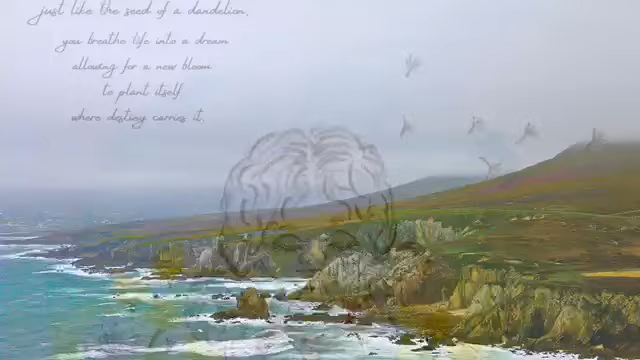 just like the seed of a dandelion,
you breathe life into a dream
allowing for a new bloom
to plant itself
where destiny carries it.